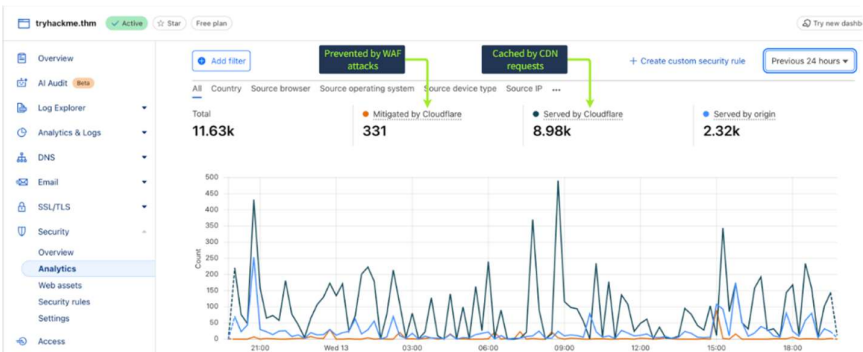 tryhackme.thm
Active
Star
Free plan
Try new dashb
Overview
AI Audit Beta
Log Explorer
Analytics & Logs
DNS
Email
SSL/TLS
Security
Overview
Analytics
Web assets
Security rules
Settings
Access
Add filter
Prevented by WAF
attacks
Cached by CDN
requests
+ Create custom security rule
Previous 24 hours
All Country Source browser Source operating system Source device type Source IP •••
Total
11.63k
Mitigated by Cloudflare
331
Served by Cloudflare
8.98k
Served by origin
2.32k
Count
500
450
400
350
300
250
200
150
100
50
0
21:00 Wed 13 03:00 06:00 09:00 12:00 15:00 18:00